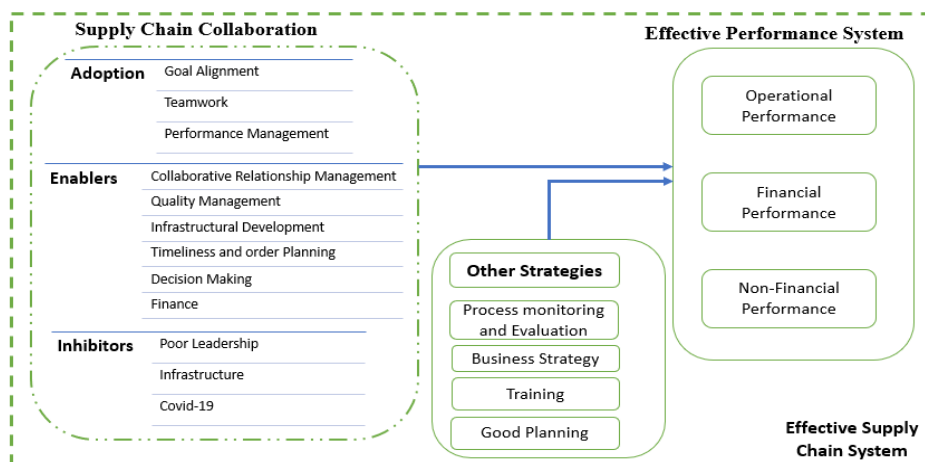 Supply Chain Collaboration
Adoption
Goal Alignment
Teamwork
Performance Management
Enablers
Collaborative Relationship Management
Quality Management
Infrastructural Development
Timeliness and order Planning
Decision Making
Finance
Inhibitors
Poor Leadership
Infrastructure
Covid-19
Other Strategies
Process monitoring
and Evaluation
Business Strategy
Training
Good Planning
Effective Performance System
Operational
Performance
Financial
Performance
Non-Financial
Performance
Effective Supply
Chain System